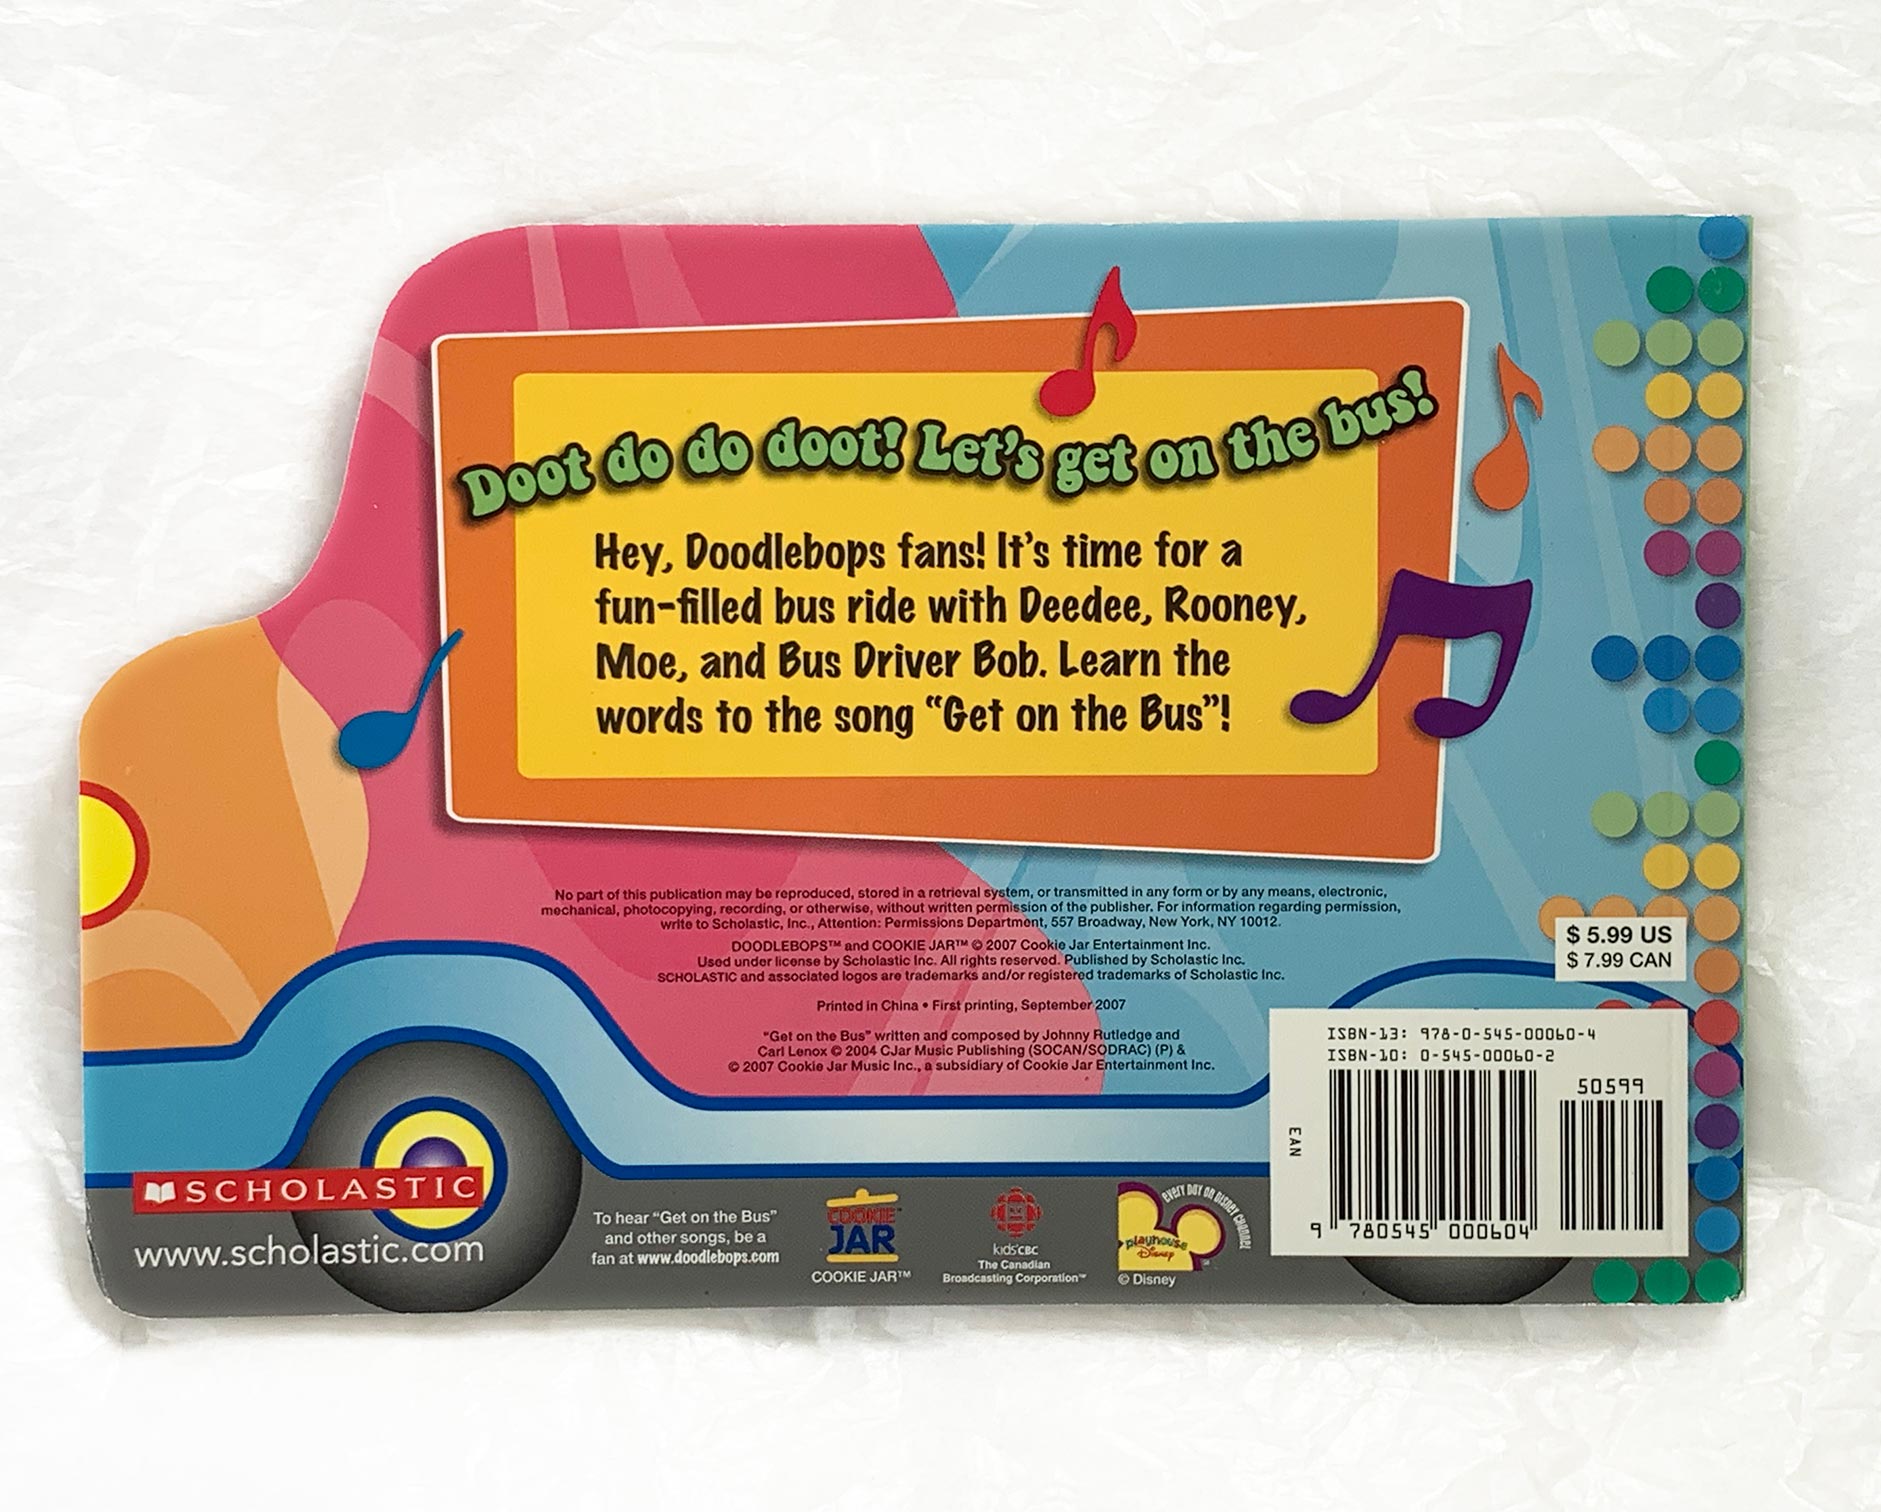 Doot do do doot! Let's get on the bus!
Hey, Doodlebops fans! It's time for a
fun-filled bus ride with Deedee, Rooney,
Moe, and Bus Driver Bob. Learn the
words to the song “Get on the Bus”!
No part of this publication may be reproduced, stored in a retrieval system, or transmitted in any form or by any means, electronic,
mechanical, photocopying, recording, or otherwise, without written permission of the publisher. For information regarding permission,
write to Scholastic, Inc., Attention: Permissions Department, 557 Broadway, New York, NY 10012.
DOODLEBOPS™ and COOKIE JAR™ © 2007 Cookie Jar Entertainment Inc.
Used under license by Scholastic Inc. All rights reserved. Published by Scholastic Inc.
SCHOLASTIC and associated logos are trademarks and/or registered trademarks of Scholastic Inc.
Printed in China • First printing, September 2007
“Get on the Bus” written and composed by Johnny Rutledge and
Carl Lenox © 2004 CJar Music Publishing (SOCAN/SODRAC) (P) &
© 2007 Cookie Jar Music Inc., a subsidiary of Cookie Jar Entertainment Inc.
$ 5.99 US
$ 7.99 CAN
ISBN-13: 978-0-545-00060-4
ISBN-10: 0-545-00060-2
50599
EAN
9 780545 000604
SCHOLASTIC
www.scholastic.com
To hear “Get on the Bus”
and other songs, be a
fan at www.doodlebops.com
COOKIE™
JAR
COOKIE JAR™
kids'CBC
The Canadian
Broadcasting Corporation™
EVERY DAY ON DISNEY CHANNEL
playhouse
Disney
© Disney